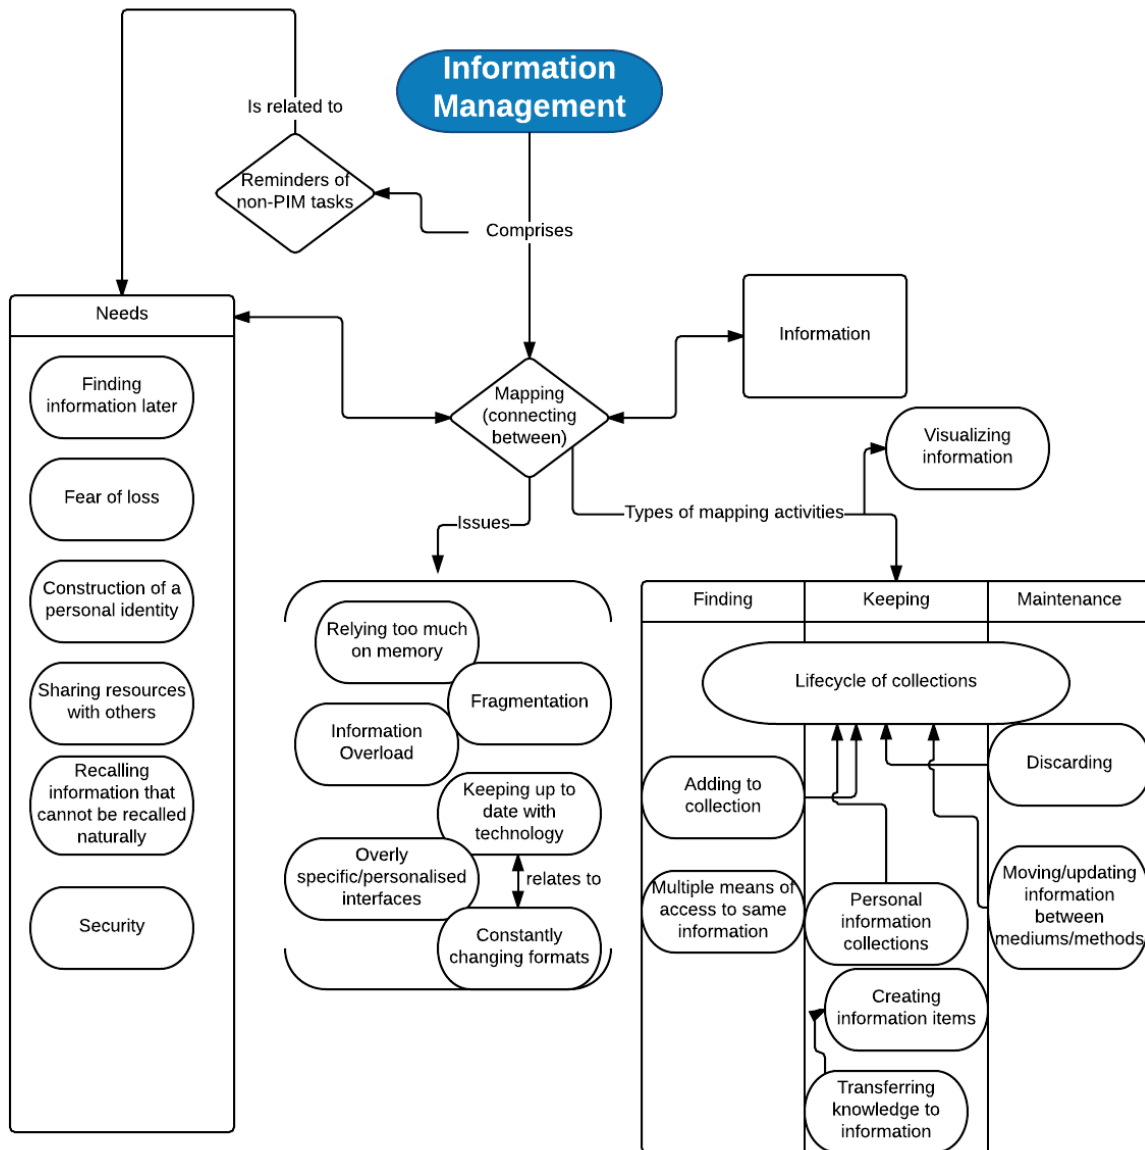 Information
Management
Is related to
Reminders of
non-PIM tasks
Comprises
Needs
Finding
information later
Fear of loss
Construction of a
personal identity
Sharing resources
with others
Recalling
information that
cannot be recalled
naturally
Security
Mapping
(connecting
between)
Information
Visualizing
information
Types of mapping activities
Issues
Relying too much
on memory
Fragmentation
Information
Overload
Keeping up to
date with
technology
Overly
specific/personalised
interfaces
relates to
Constantly
changing formats
Finding
Keeping
Maintenance
Lifecycle of collections
Adding to
collection
Discarding
Multiple means of
access to same
information
Personal
information
collections
Moving/updating
information
between
mediums/methods
Creating
information items
Transferring
knowledge to
information